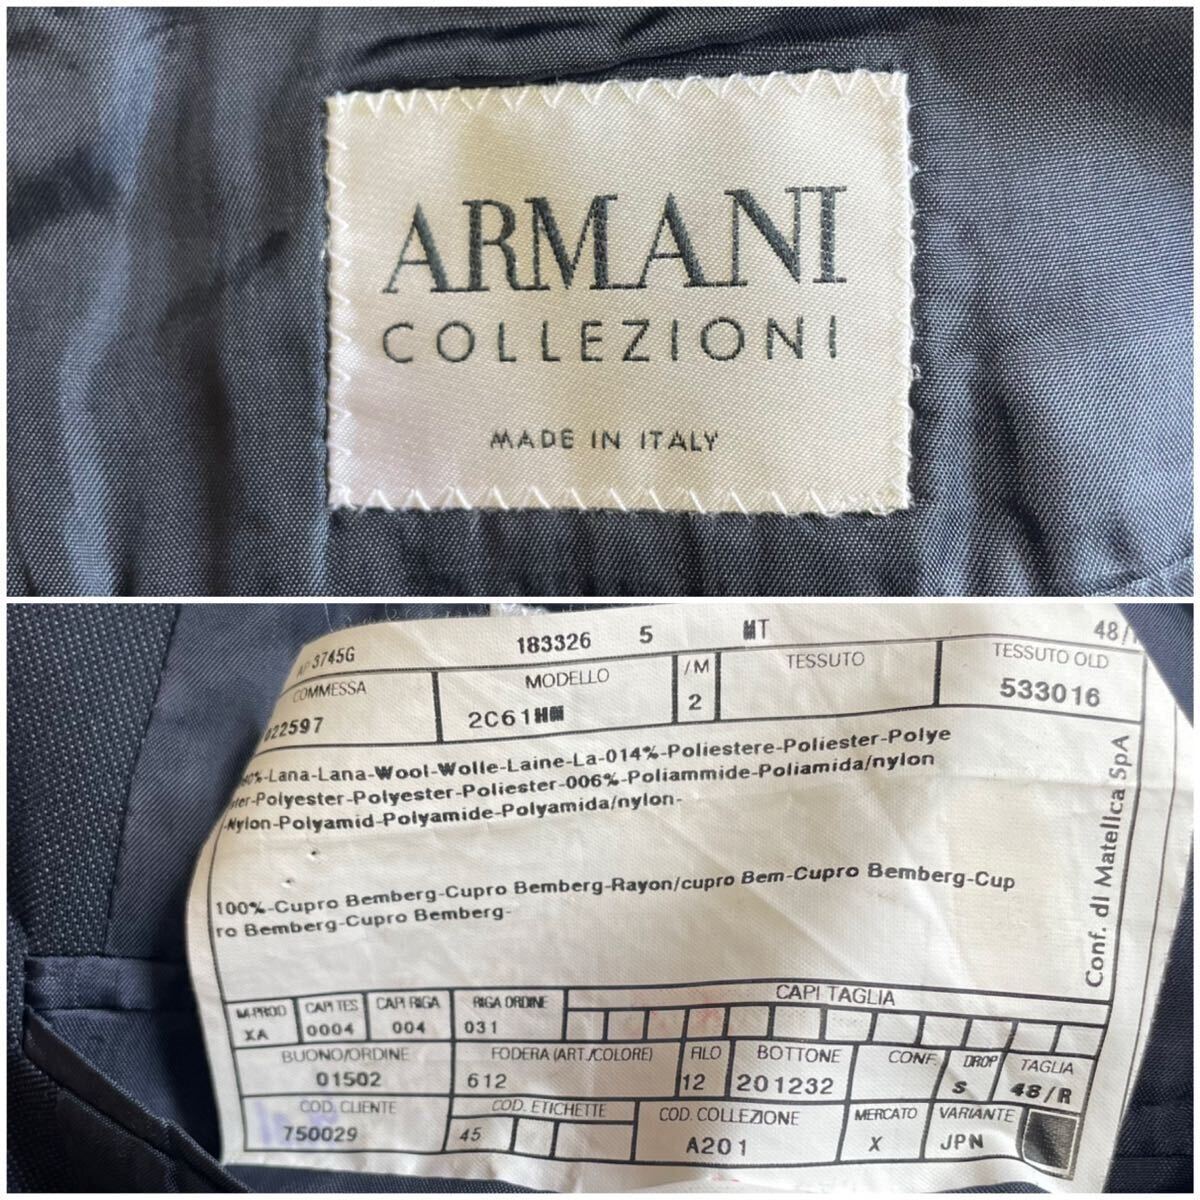 ARMANI
COLLEZIONI
MADE IN ITALY
3745G 183326 5 MT 48/
COMMESSA MODELLO /M TESSUTO TESSUTO OLD
022597 2C61 2 533016
-Lana-Lana-Wool-Wolle-Laine-La-014%-Poliestere-Poliester-Polye
ster-Polyester-Polyester-Poliester-006%-Poliammide-Poliamida/nylon
-Nylon-Polyamid-Polyamide-Polyamida/nylon-
100%-Cupro Bemberg-Cupro Bemberg-Rayon/cupro Bem-Cupro Bemberg-Cup
ro Bemberg-Cupro Bemberg-
Conf. di Matelica SpA
M-PROD CAPI TES CAPI RIGA RIGA ORDINE CAPI TAGLIA
XA 0004 004 031
BUONO/ORDINE FODERA (ART./COLORE) FILO BOTTONE CONF. DROP TAGLIA
01502 612 12 201232 S 48/R
COD. CLIENTE COD. ETICHETTE COD. COLLEZIONE MERCATO VARIANTE
750029 45 A201 X JPN